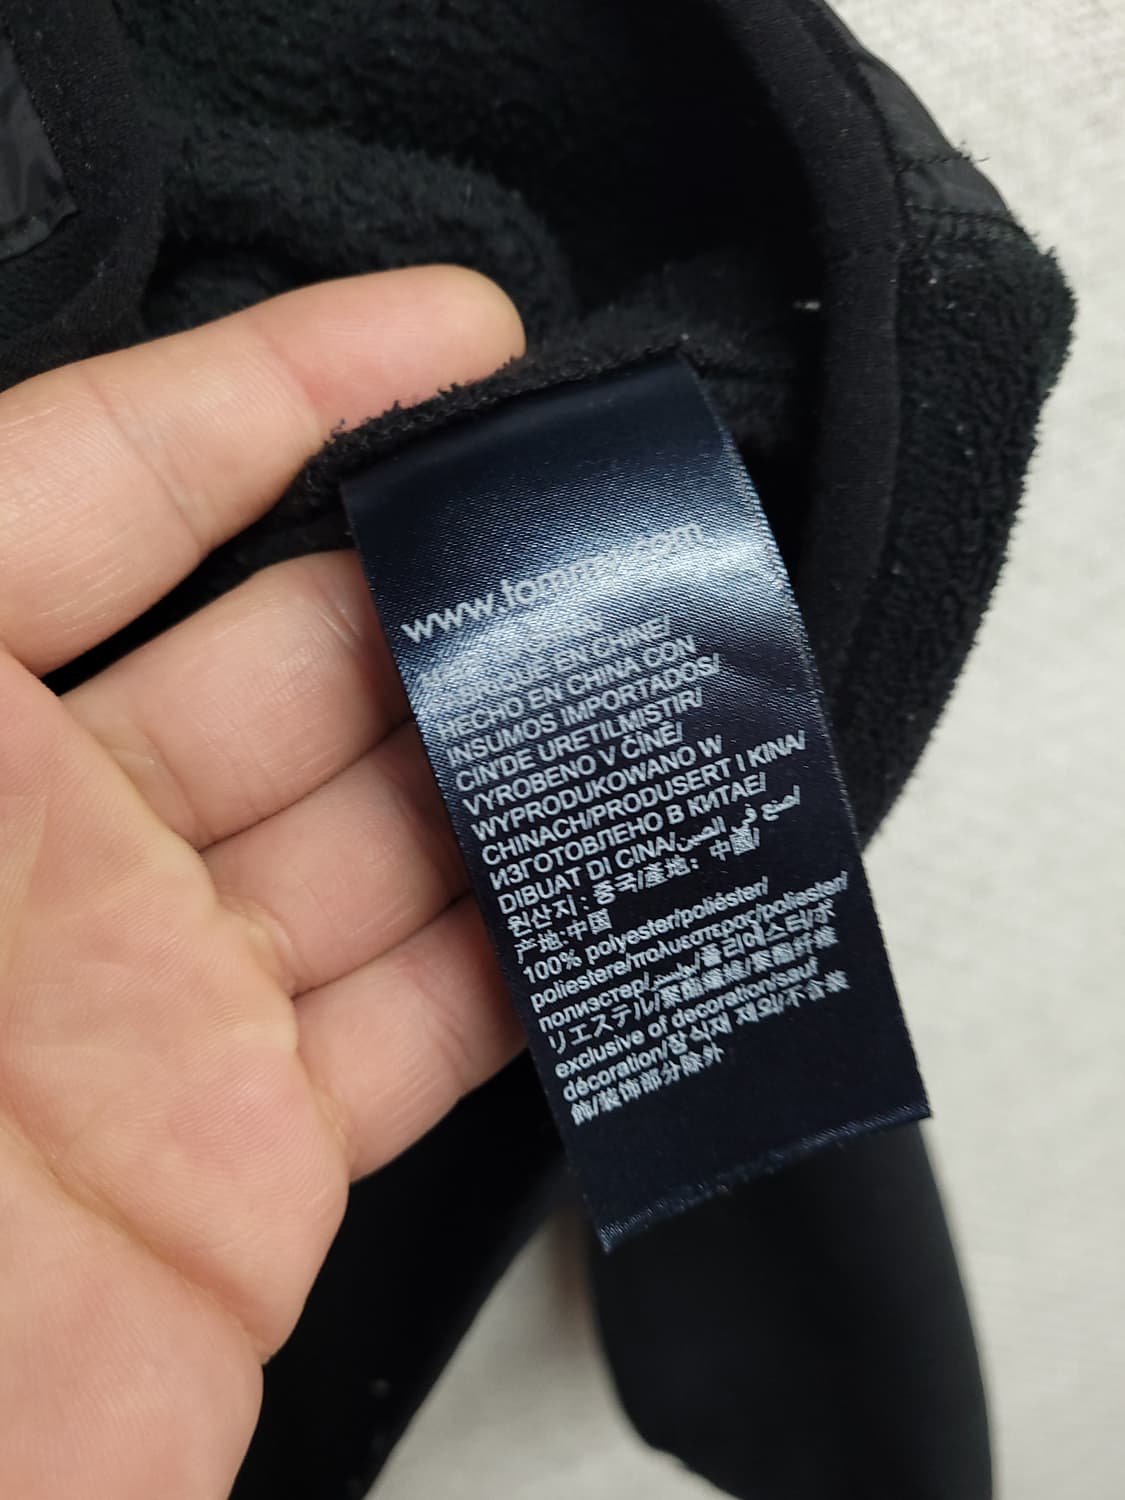 www.tommy.com
FABRIQUÉ EN CHINE/
HECHO EN CHINA CON
INSUMOS IMPORTADOS/
CIN'DE URETILMISTIR/
VYROBENO V ČÍNĚ/
WYPRODUKOWANO W
CHINACH/PRODUSERT I KINA/
ИЗГОТОВЛЕНО В КИТАЕ/
DIBUAT DI CINA/صنع في الصين/
원산지 : 중국/產地：中國/
产地:中国
100% polyester/poliéster/
poliestere/πολυεστερας/poliester/
полиэстер/بوليستر/폴리에스터/ポ
リエステル/聚酯纖維/聚酯纤维
exclusive of decoration/sauf
décoration/장식재 제외/不含裝
飾/装饰部分除外